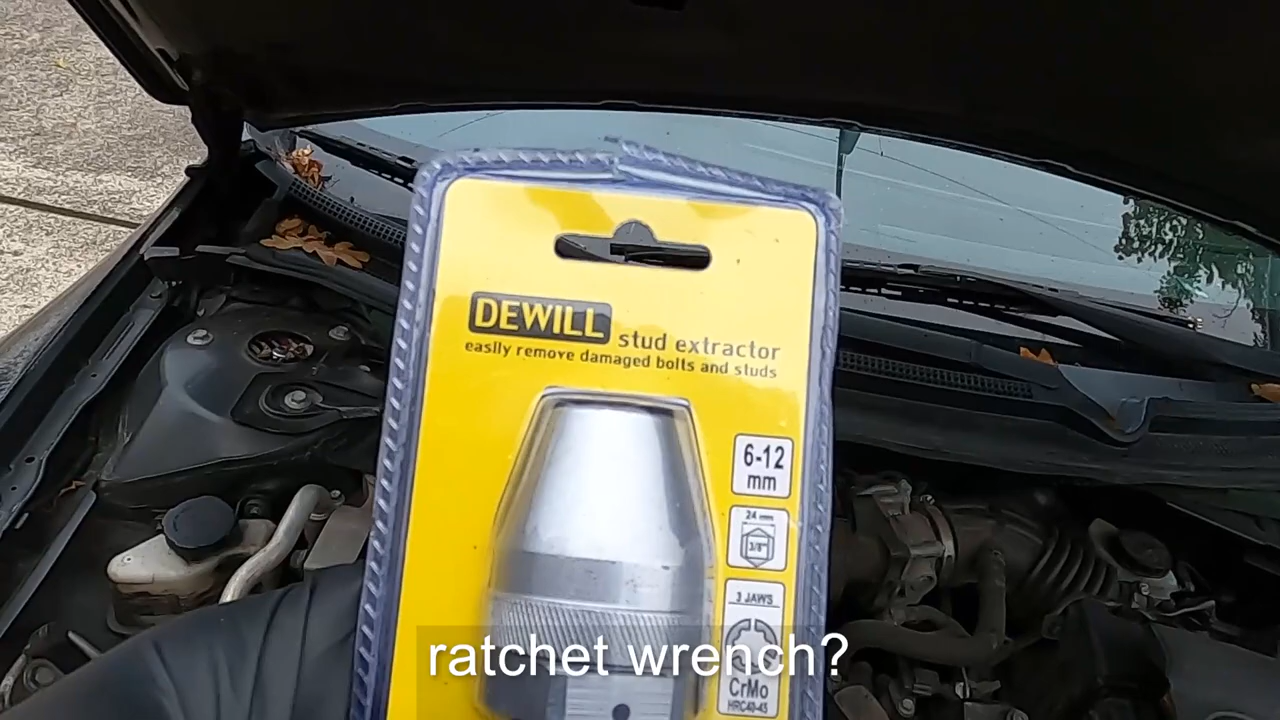 DEWILL stud extractor
easily remove damaged bolts and studs
6-12
mm
24 mm
3/8"
3 JAWS
CrMo
HRC40-45
ratchet wrench?